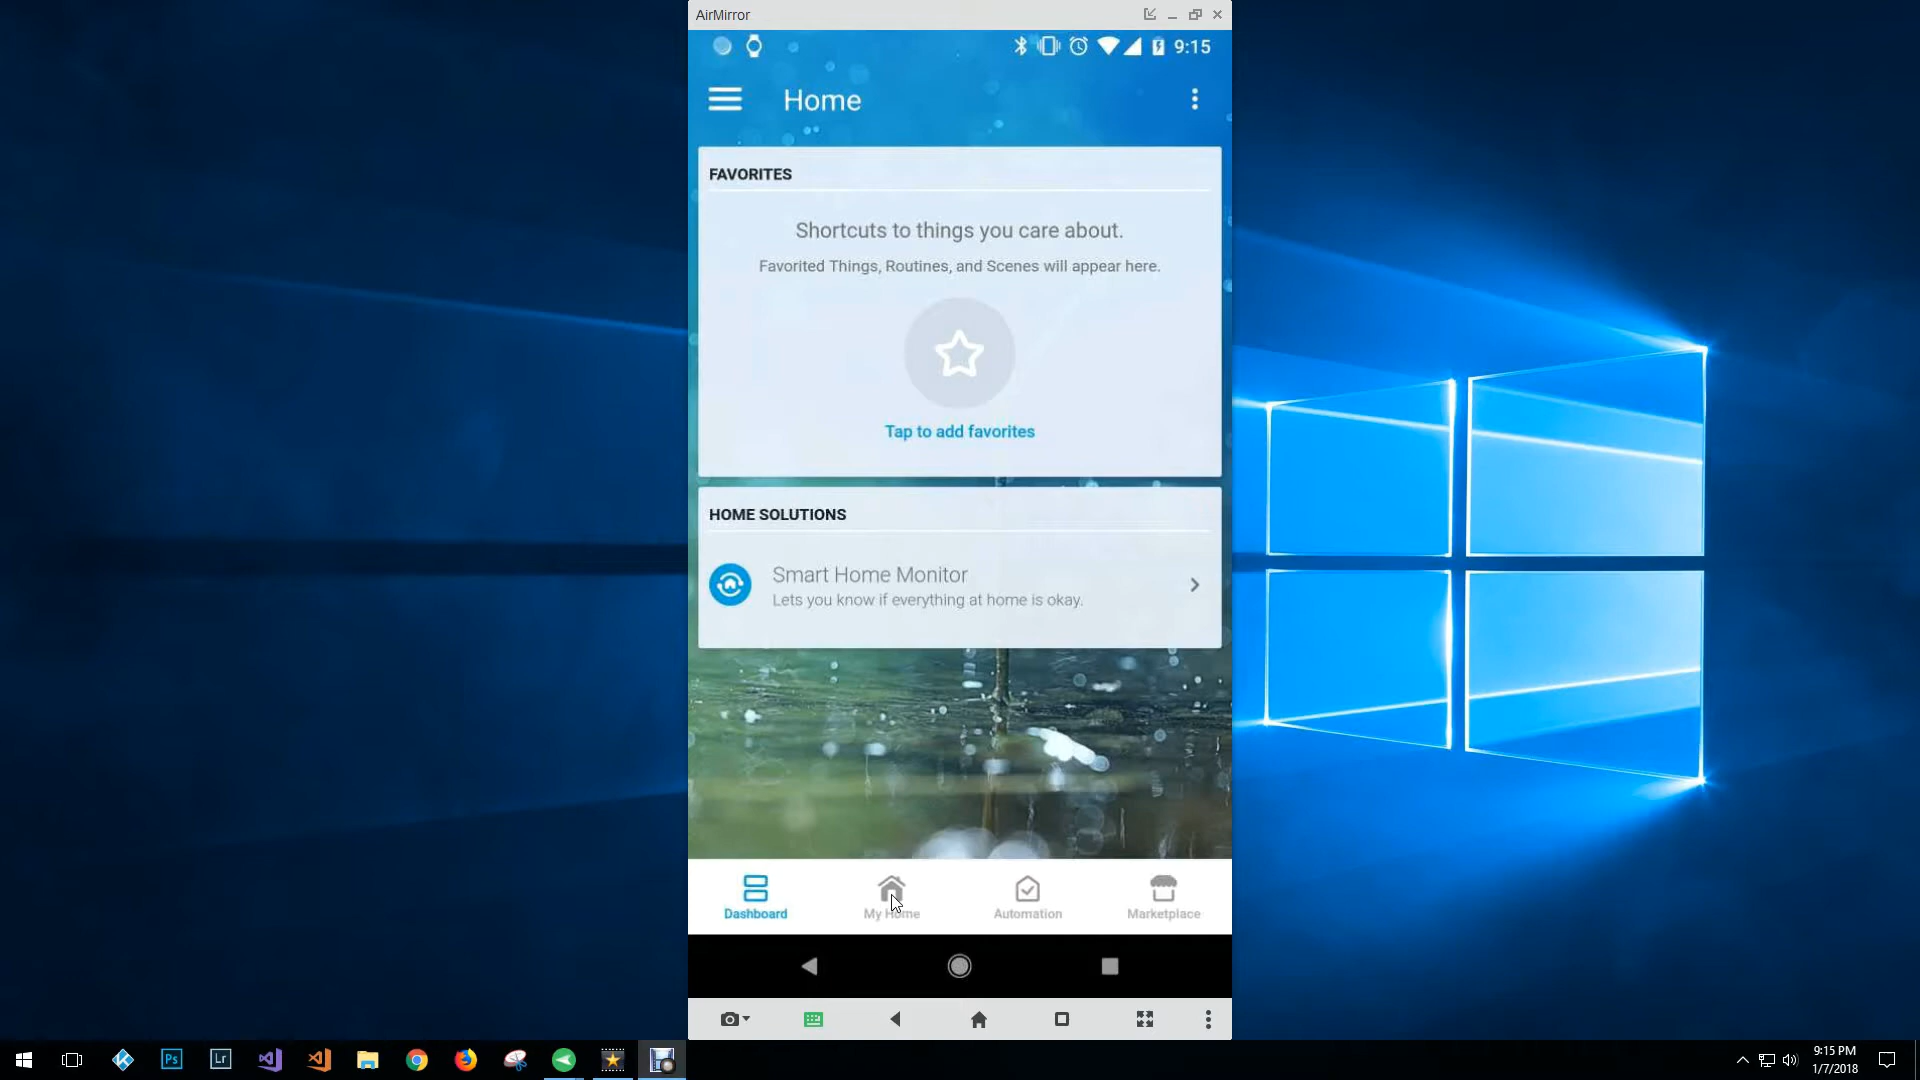 AirMirror
9:15
Home
FAVORITES
Shortcuts to things you care about.
Favorited Things, Routines, and Scenes will appear here.
Tap to add favorites
HOME SOLUTIONS
Smart Home Monitor
Lets you know if everything at home is okay.
Dashboard
My Home
Automation
Marketplace
Ps
Lr
9:15 PM
1/7/2018